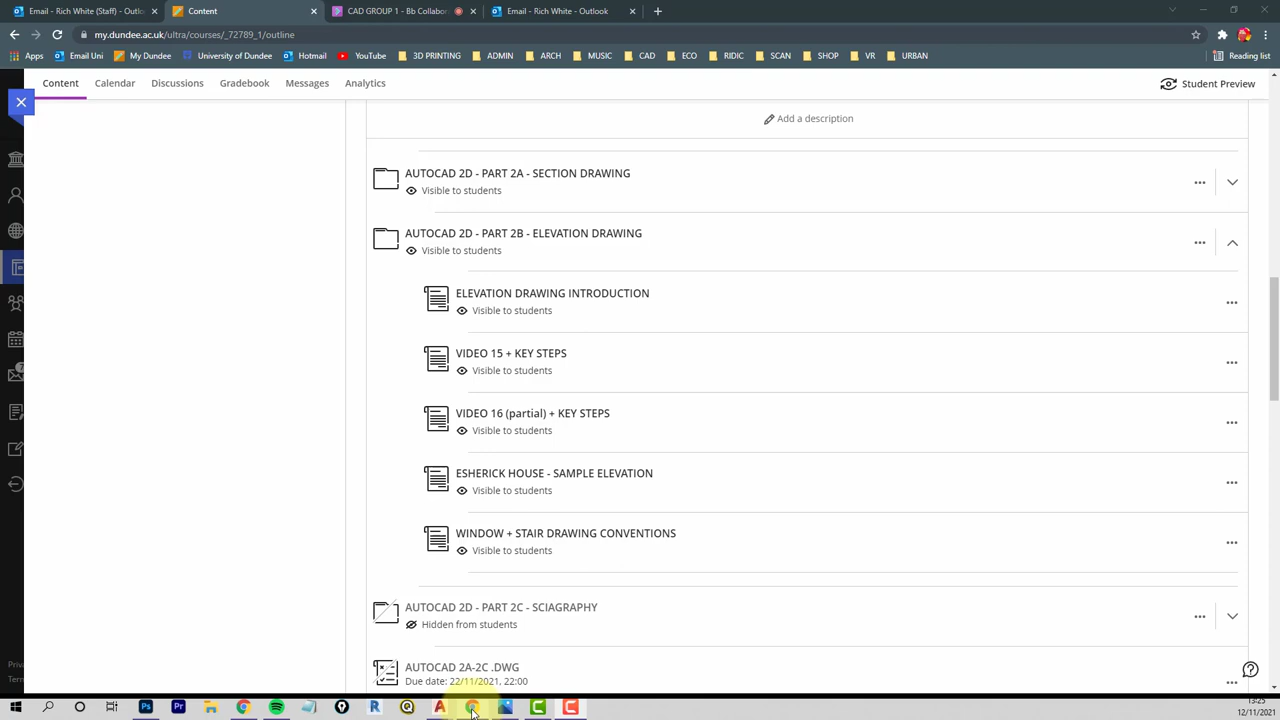 Email - Rich White (Staff) - Outlo
Content
CAD GROUP 1 - Bb Collabo
Email - Rich White - Outlook
my.dundee.ac.uk/ultra/courses/_72789_1/outline
Apps
Email Uni
My Dundee
University of Dundee
Hotmail
YouTube
3D PRINTING
ADMIN
ARCH
MUSIC
CAD
ECO
RIDIC
SCAN
SHOP
VR
URBAN
Reading list
Content
Calendar
Discussions
Gradebook
Messages
Analytics
Student Preview
Add a description
AUTOCAD 2D - PART 2A - SECTION DRAWING
Visible to students
AUTOCAD 2D - PART 2B - ELEVATION DRAWING
Visible to students
ELEVATION DRAWING INTRODUCTION
Visible to students
VIDEO 15 + KEY STEPS
Visible to students
VIDEO 16 (partial) + KEY STEPS
Visible to students
ESHERICK HOUSE - SAMPLE ELEVATION
Visible to students
WINDOW + STAIR DRAWING CONVENTIONS
Visible to students
AUTOCAD 2D - PART 2C - SCIAGRAPHY
Hidden from students
AUTOCAD 2A-2C .DWG
Due date: 22/11/2021, 22:00
Priva
Term
13:25
12/11/2021